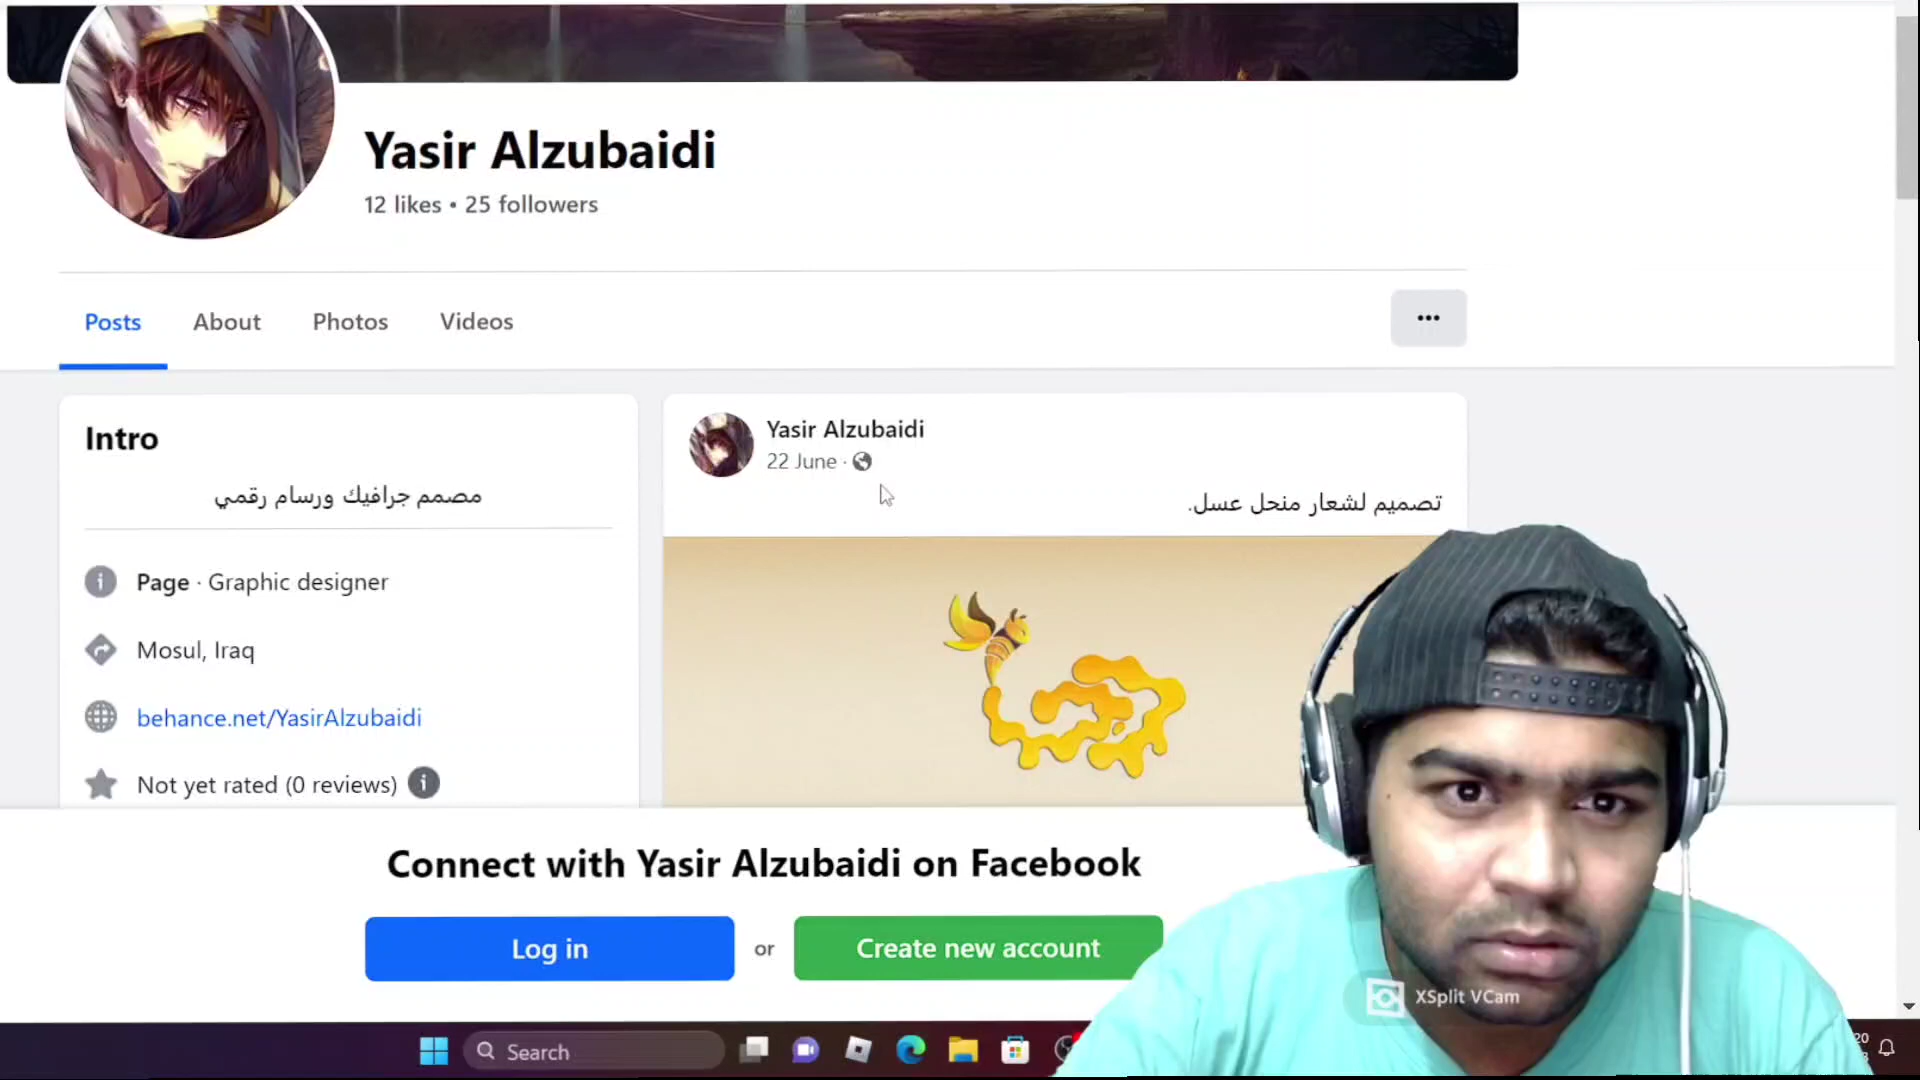 Yasir Alzubaidi
12 likes • 25 followers
Posts
About
Photos
Videos
Intro
مصمم جرافيك ورسام رقمي
Page · Graphic designer
Mosul, Iraq
behance.net/YasirAlzubaidi
Not yet rated (0 reviews)
Yasir Alzubaidi
22 June ·
تصميم لشعار منحل عسل.
Connect with Yasir Alzubaidi on Facebook
Log in
or
Create new account
XSplit VCam
Search